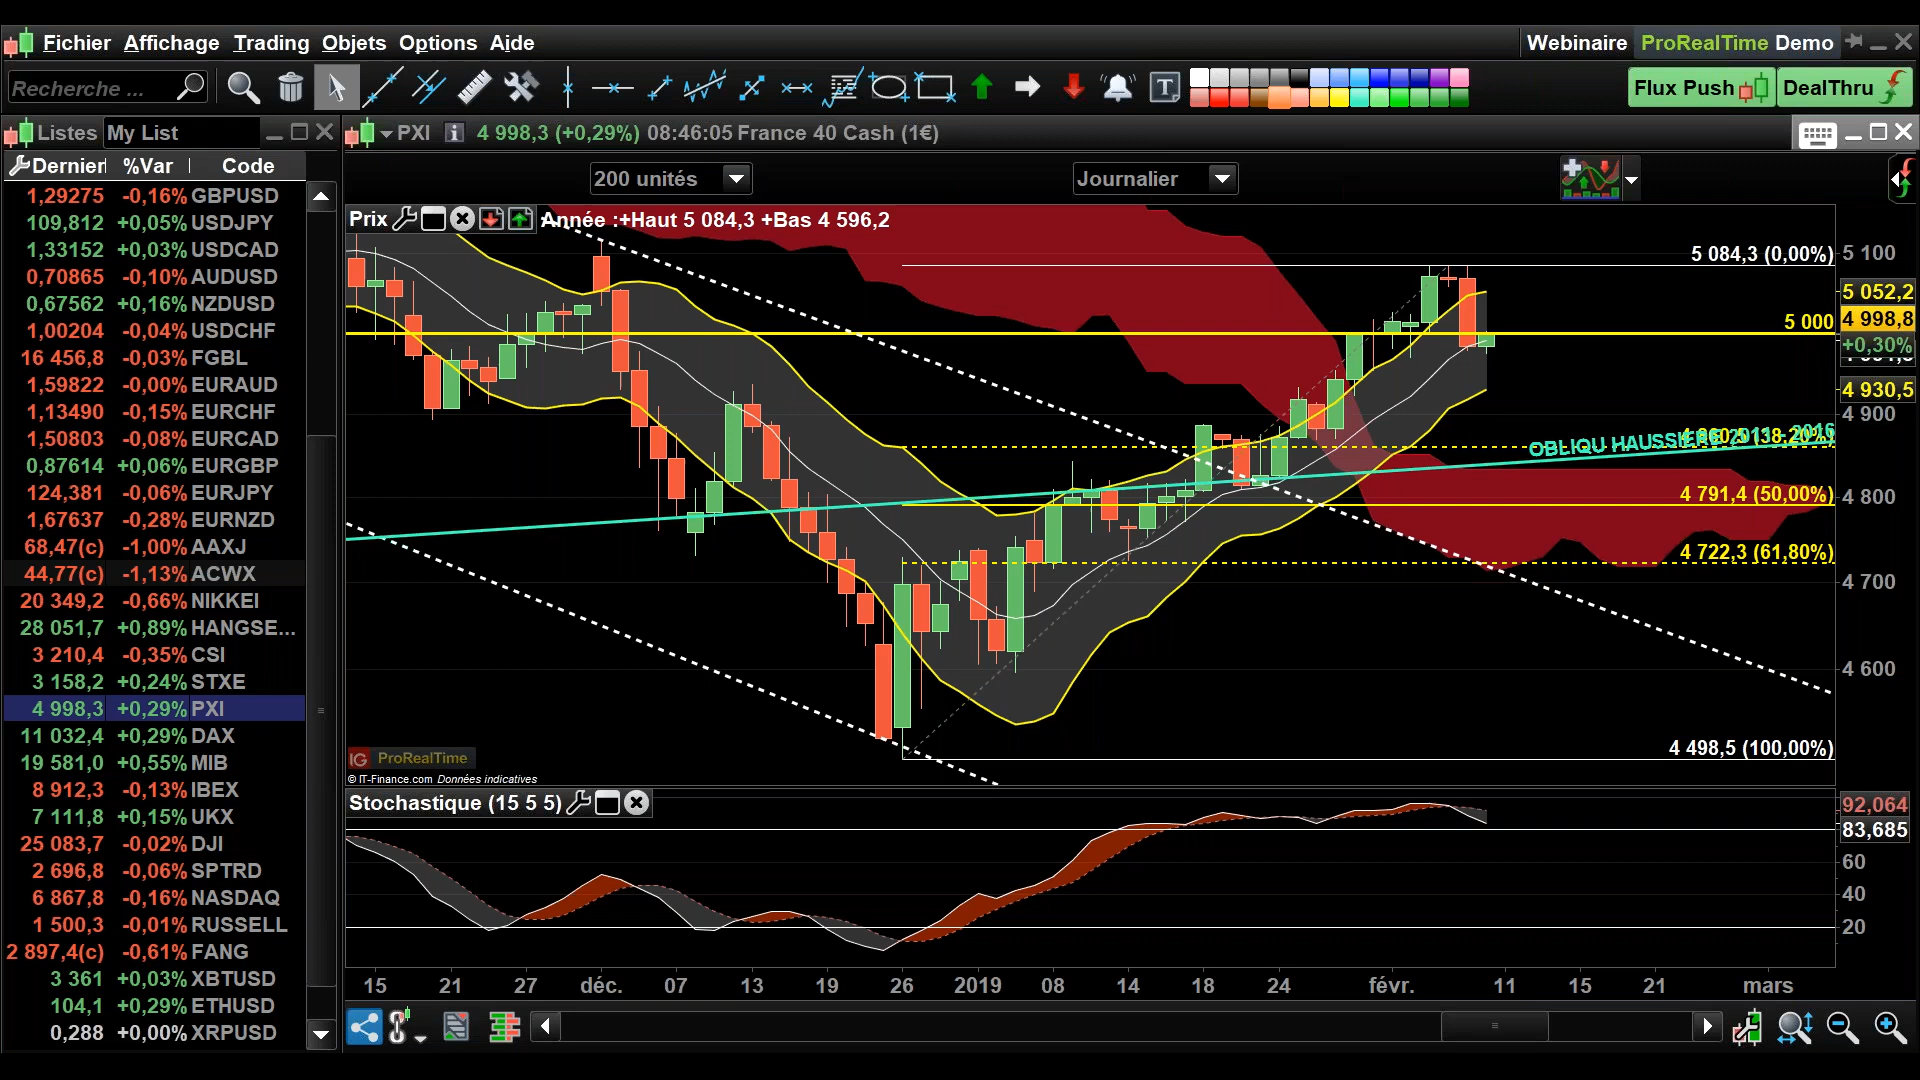 Fichier Affichage Trading Objets Options Aide
Webinaire ProRealTime Demo
Recherche ...
T
Flux Push
DealThru
Listes My List
PXI i 4 998,3 (+0,29%) 08:46:05 France 40 Cash (1€)
Dernier %Var Code
200 unités
Journalier
1,29275 -0,16% GBPUSD
109,812 +0,05% USDJPY
1,33152 +0,03% USDCAD
0,70865 -0,10% AUDUSD
0,67562 +0,16% NZDUSD
1,00204 -0,04% USDCHF
16 456,8 -0,03% FGBL
1,59822 -0,00% EURAUD
1,13490 -0,15% EURCHF
1,50803 -0,08% EURCAD
0,87614 +0,06% EURGBP
124,381 -0,06% EURJPY
1,67637 -0,28% EURNZD
68,47(c) -1,00% AAXJ
44,77(c) -1,13% ACWX
20 349,2 -0,66% NIKKEI
28 051,7 +0,89% HANGSE...
3 210,4 -0,35% CSI
3 158,2 +0,24% STXE
4 998,3 +0,29% PXI
11 032,4 +0,29% DAX
19 581,0 +0,55% MIB
8 912,3 -0,13% IBEX
7 111,8 +0,15% UKX
25 083,7 -0,02% DJI
2 696,8 -0,06% SPTRD
6 867,8 -0,16% NASDAQ
1 500,3 -0,01% RUSSELL
2 897,4(c) -0,61% FANG
3 361 +0,03% XBTUSD
104,1 +0,29% ETHUSD
0,288 +0,00% XRPUSD
Prix
Année :+Haut 5 084,3 +Bas 4 596,2
5 084,3 (0,00%)
5 100
5 052,2
5 000
4 998,8
+0,30%
4 930,5
4 900
OBLIQU HAUSSIERE 2011 - 2016
4 791,4 (50,00%)
4 800
4 722,3 (61,80%)
4 700
4 600
4 498,5 (100,00%)
IG ProRealTime
© IT-Finance.com Données indicatives
Stochastique (15 5 5)
92,064
83,685
60
40
20
15 21 27 déc. 07 13 19 26 2019 08 14 18 24 févr. 11 15 21 mars